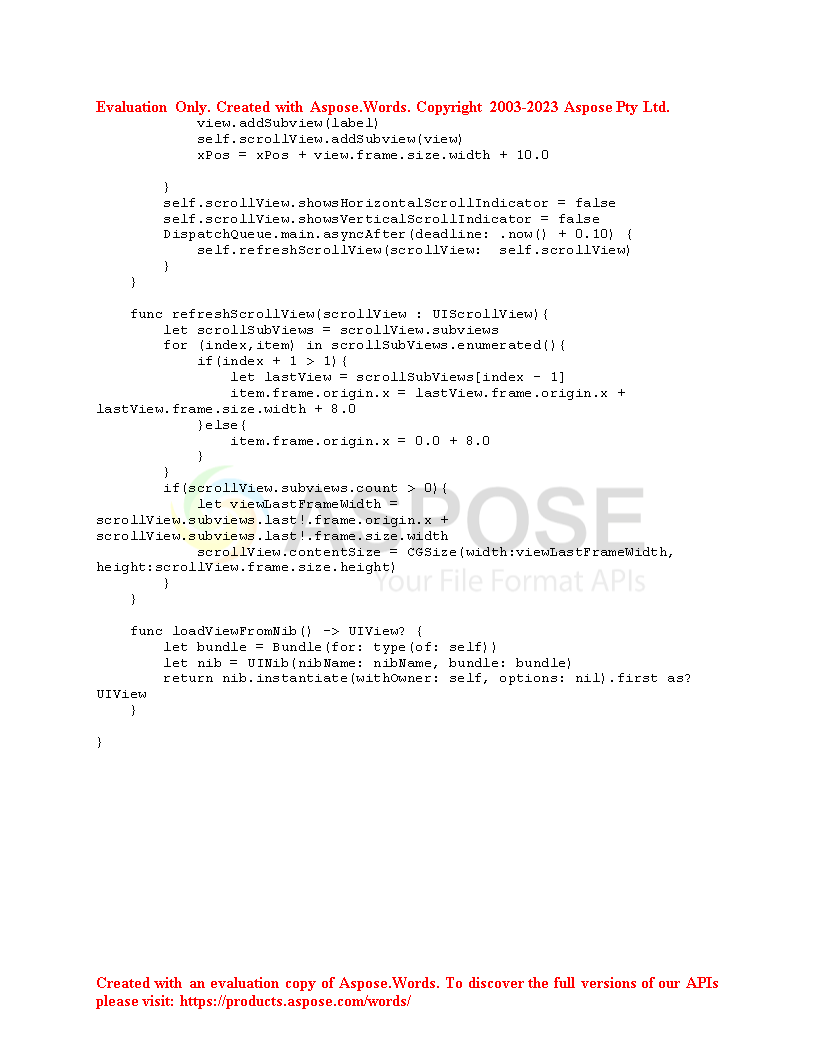 Evaluation Only. Created with Aspose.Words. Copyright 2003-2023 Aspose Pty Ltd.
            view.addSubview(label)
            self.scrollView.addSubview(view)
            xPos = xPos + view.frame.size.width + 10.0

        }
        self.scrollView.showsHorizontalScrollIndicator = false
        self.scrollView.showsVerticalScrollIndicator = false
        DispatchQueue.main.asyncAfter(deadline: .now() + 0.10) {
            self.refreshScrollView(scrollView:  self.scrollView)
        }
    }

    func refreshScrollView(scrollView : UIScrollView){
        let scrollSubViews = scrollView.subviews
        for (index,item) in scrollSubViews.enumerated(){
            if(index + 1 > 1){
                let lastView = scrollSubViews[index - 1]
                item.frame.origin.x = lastView.frame.origin.x +
lastView.frame.size.width + 8.0
            }else{
                item.frame.origin.x = 0.0 + 8.0
            }
        }
        if(scrollView.subviews.count > 0){
            let viewLastFrameWidth =
scrollView.subviews.last!.frame.origin.x +
scrollView.subviews.last!.frame.size.width
            scrollView.contentSize = CGSize(width:viewLastFrameWidth,
height:scrollView.frame.size.height)
        }
    }
ASPOSE
Your File Format APIs

    func loadViewFromNib() -> UIView? {
        let bundle = Bundle(for: type(of: self))
        let nib = UINib(nibName: nibName, bundle: bundle)
        return nib.instantiate(withOwner: self, options: nil).first as?
UIView
    }

}
Created with an evaluation copy of Aspose.Words. To discover the full versions of our APIs
please visit: https://products.aspose.com/words/